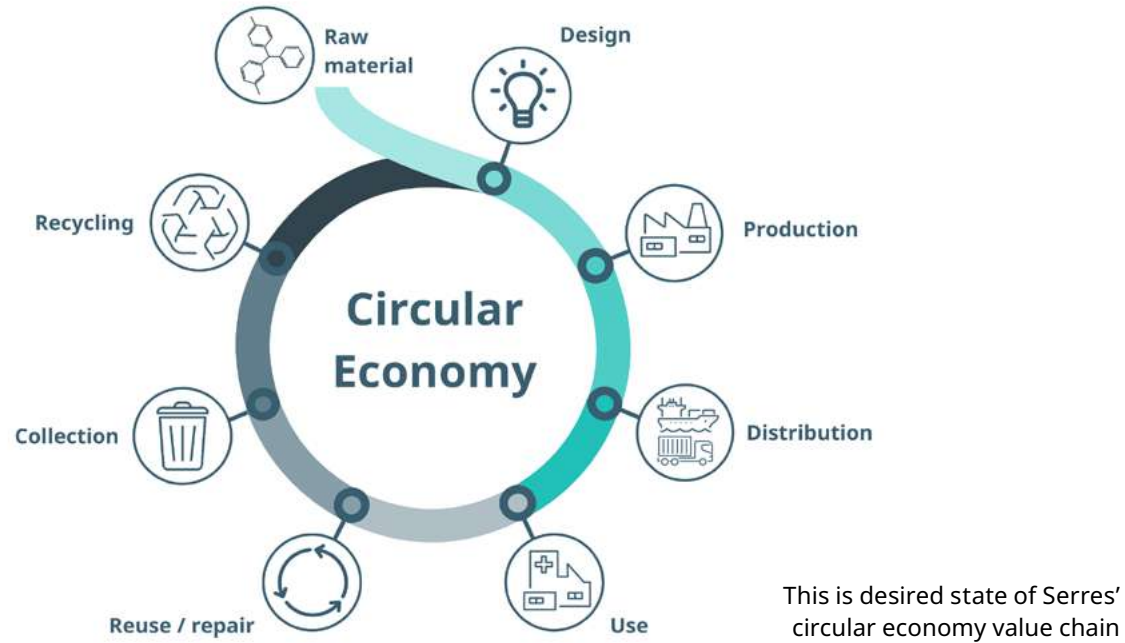 Raw
material
Design
Production
Distribution
Use
Reuse / repair
Collection
Recycling
Circular
Economy
This is desired state of Serres’
circular economy value chain